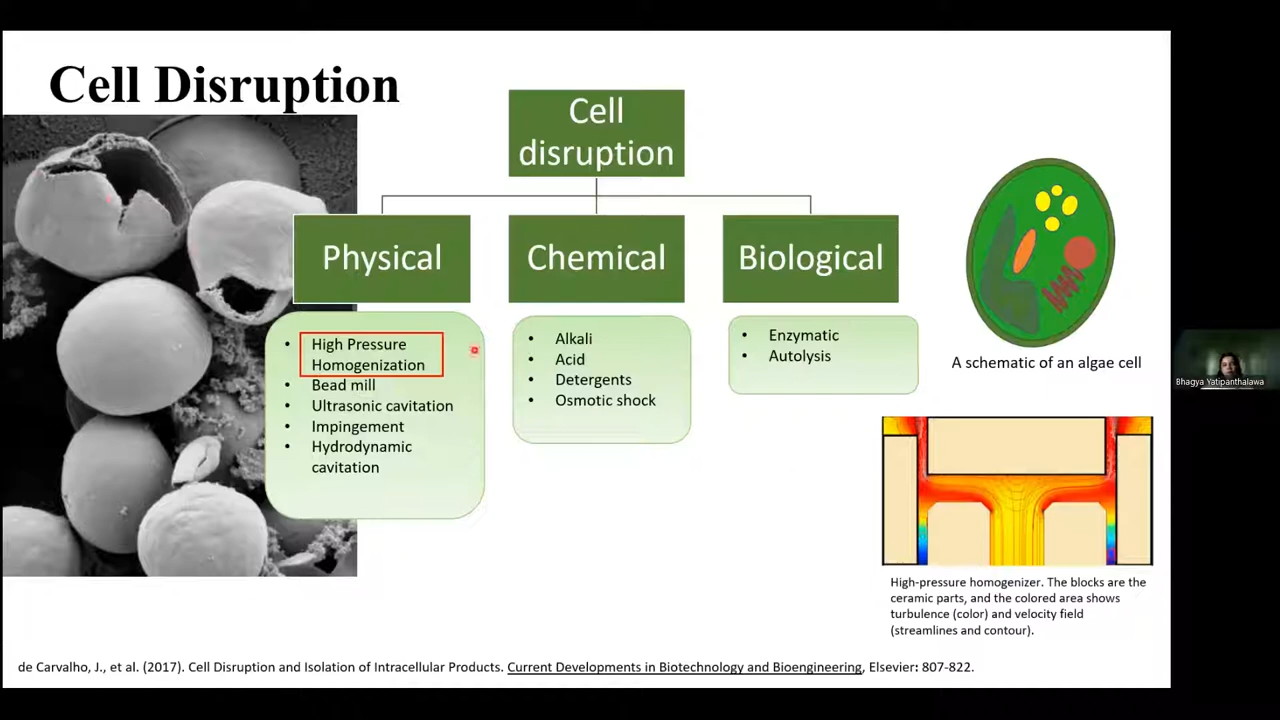 Cell Disruption
Cell
disruption
Physical
Chemical
Biological
• High Pressure
Homogenization
• Bead mill
• Ultrasonic cavitation
• Impingement
• Hydrodynamic
cavitation
• Alkali
• Acid
• Detergents
• Osmotic shock
• Enzymatic
• Autolysis
A schematic of an algae cell
Bhagya Yatipanthalawa
High-pressure homogenizer. The blocks are the
ceramic parts, and the colored area shows
turbulence (color) and velocity field
(streamlines and contour).
de Carvalho, J., et al. (2017). Cell Disruption and Isolation of Intracellular Products. Current Developments in Biotechnology and Bioengineering, Elsevier: 807-822.